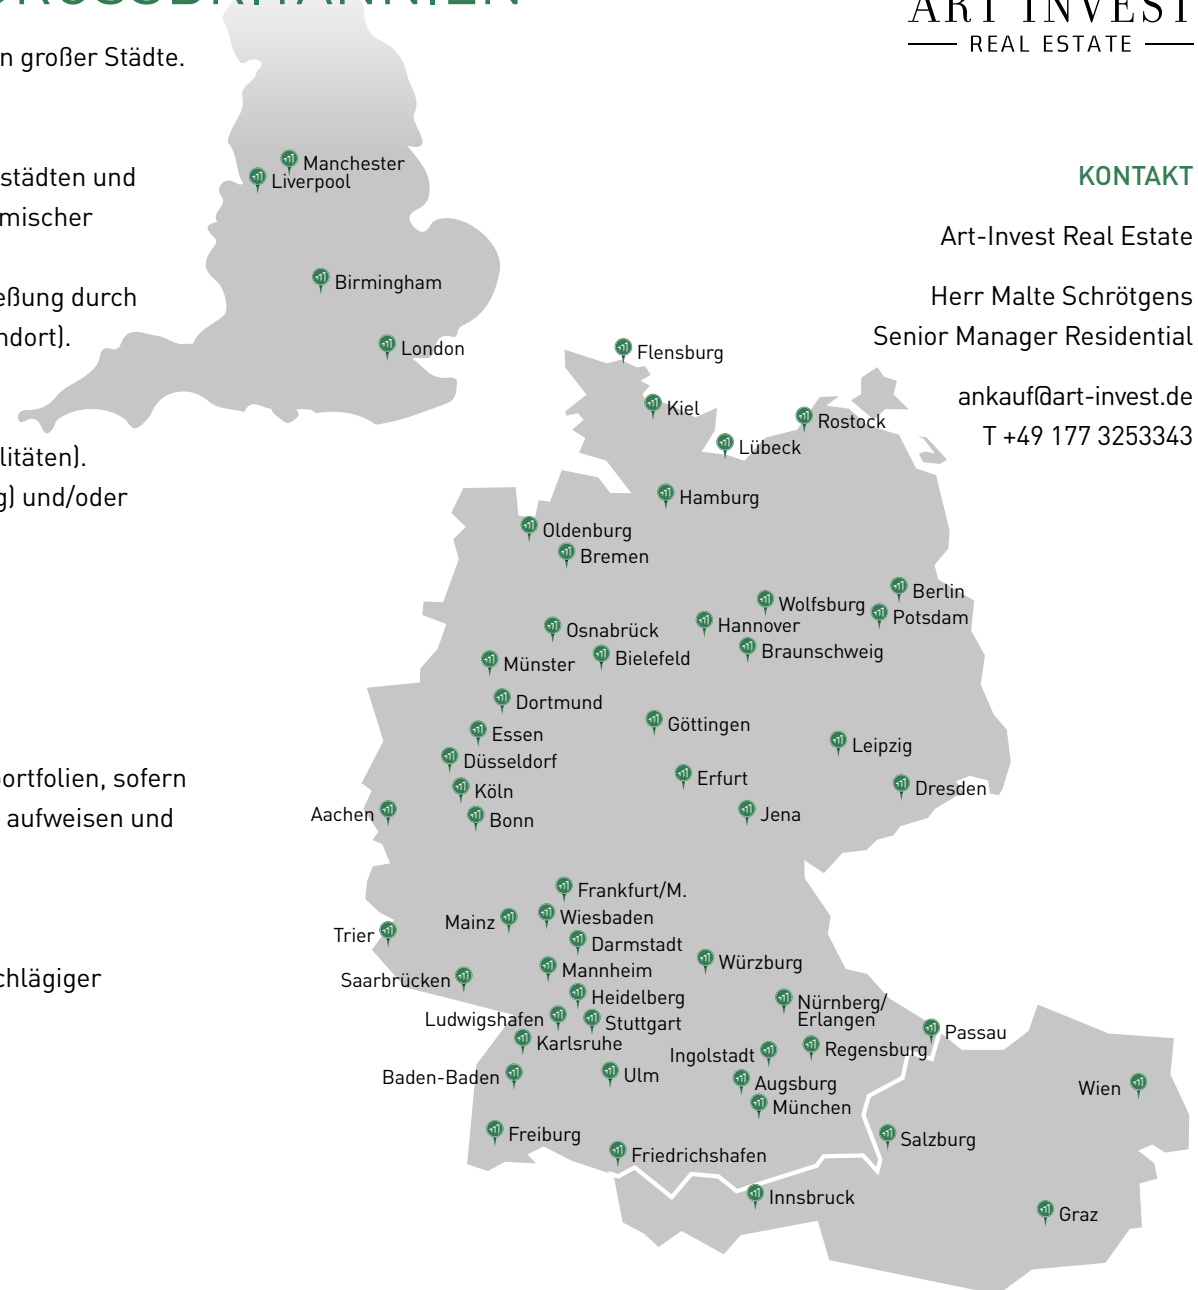 ART INVEST
REAL ESTATE
n großer Städte.
städten und
mischer
eßung durch
ndort).
litäten).
g) und/oder
ortfolien, sofern
aufweisen und
chlägiger
KONTAKT
Art-Invest Real Estate
Herr Malte Schrötgens
Senior Manager Residential
ankauf@art-invest.de
T +49 177 3253343
Manchester
Liverpool
Birmingham
London
Flensburg
Kiel
Rostock
Lübeck
Hamburg
Oldenburg
Bremen
Berlin
Wolfsburg
Potsdam
Hannover
Osnabrück
Braunschweig
Bielefeld
Münster
Dortmund
Göttingen
Essen
Leipzig
Düsseldorf
Erfurt
Dresden
Köln
Aachen
Jena
Bonn
Frankfurt/M.
Wiesbaden
Mainz
Trier
Darmstadt
Würzburg
Mannheim
Saarbrücken
Heidelberg
Nürnberg/
Erlangen
Ludwigshafen
Stuttgart
Passau
Karlsruhe
Regensburg
Ingolstadt
Ulm
Baden-Baden
Augsburg
Wien
München
Freiburg
Salzburg
Friedrichshafen
Innsbruck
Graz